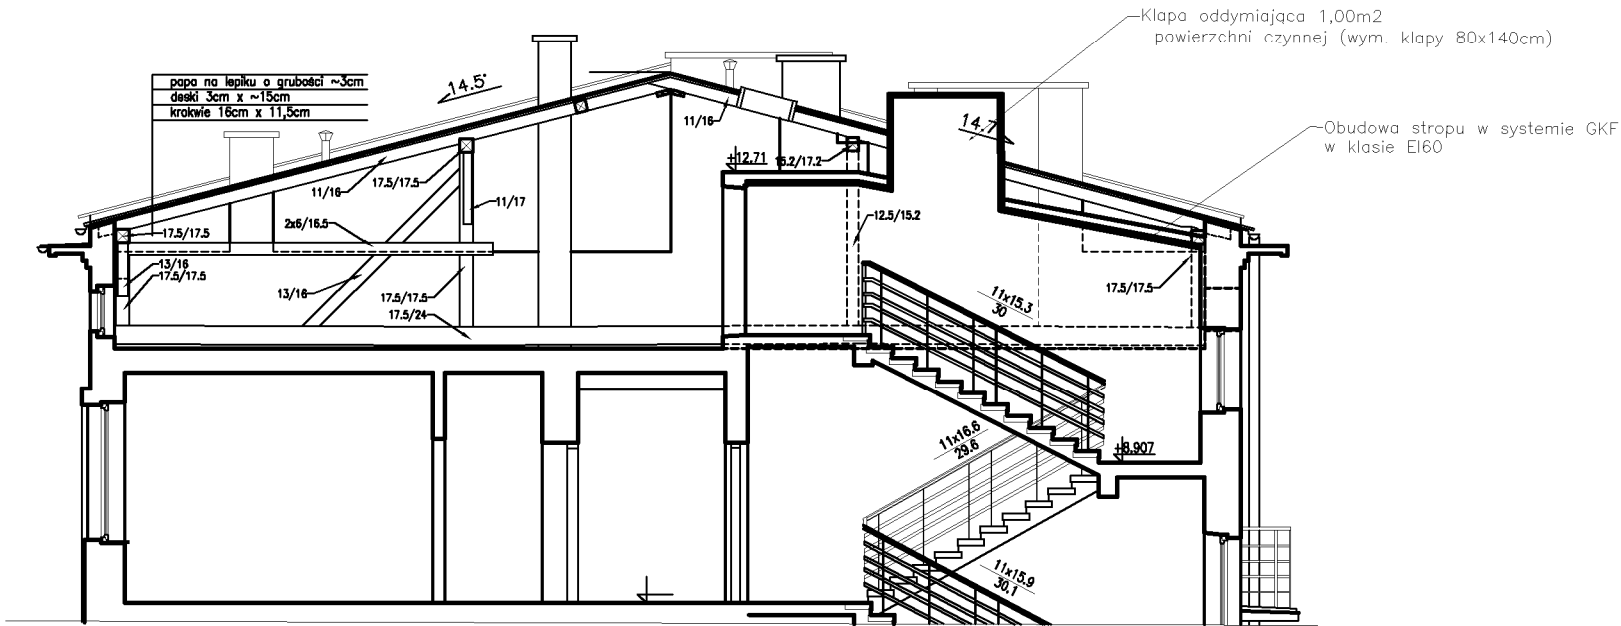 Klapa oddymiająca 1,00m2
powierzchni czynnej (wym. klapy 80x140cm)
papa na lepiku o grubości ~3cm
deski 3cm x ~15cm
krokwie 16cm x 11,5cm
14.5°
11/16
14.7°
Obudowa stropu w systemie GKF
w klasie EI60
+12.71
15.2/17.2
11/16
17.5/17.5
11/17
2x6/16.5
12.5/15.2
17.5/17.5
13/16
17.5/17.5
13/16
17.5/17.5
17.5/24
11x15.3
30
17.5/17.5
11x16.6
29.6
+8.907
11x15.9
30.1